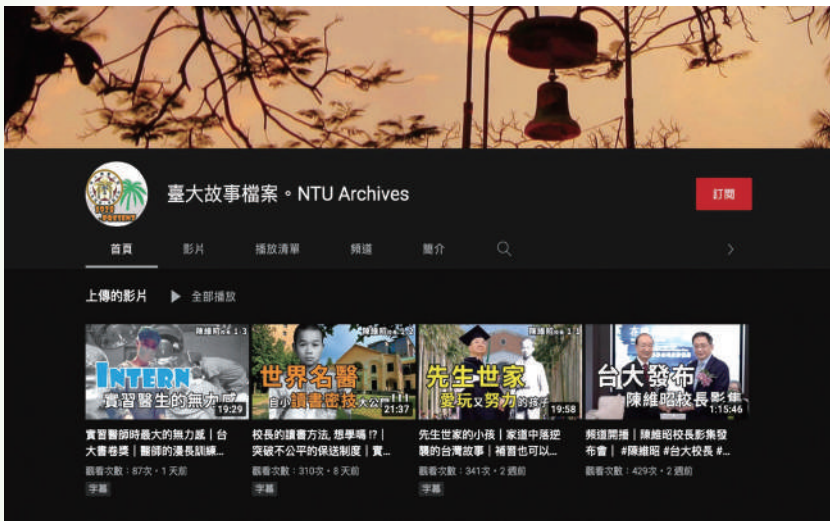 臺大故事檔案。NTU Archives
訂閱
首頁
影片
播放清單
頻道
簡介
上傳的影片
全部播放
INTERN
實習醫生的無力感
19:29
世界名醫
自小讀書密技大公開!!!
21:37
先生世家
愛玩又努力的孩子
19:58
台大發布
陳維昭校長影集
1:15:46
實習醫師時最大的無力感 | 台
大書卷獎 | 醫師的漫長訓練...
觀看次數：87次・1 天前
字幕
校長的讀書方法, 想學嗎 !? |
突破不公平的保送制度 | 實...
觀看次數：310次・8 天前
先生世家的小孩 | 家道中落逆
襲的台灣故事 | 補習也可以...
觀看次數：341次・2 週前
字幕
頻道開播 | 陳維昭校長影集發
布會 | #陳維昭 #台大校長 #...
觀看次數：429次・2 週前